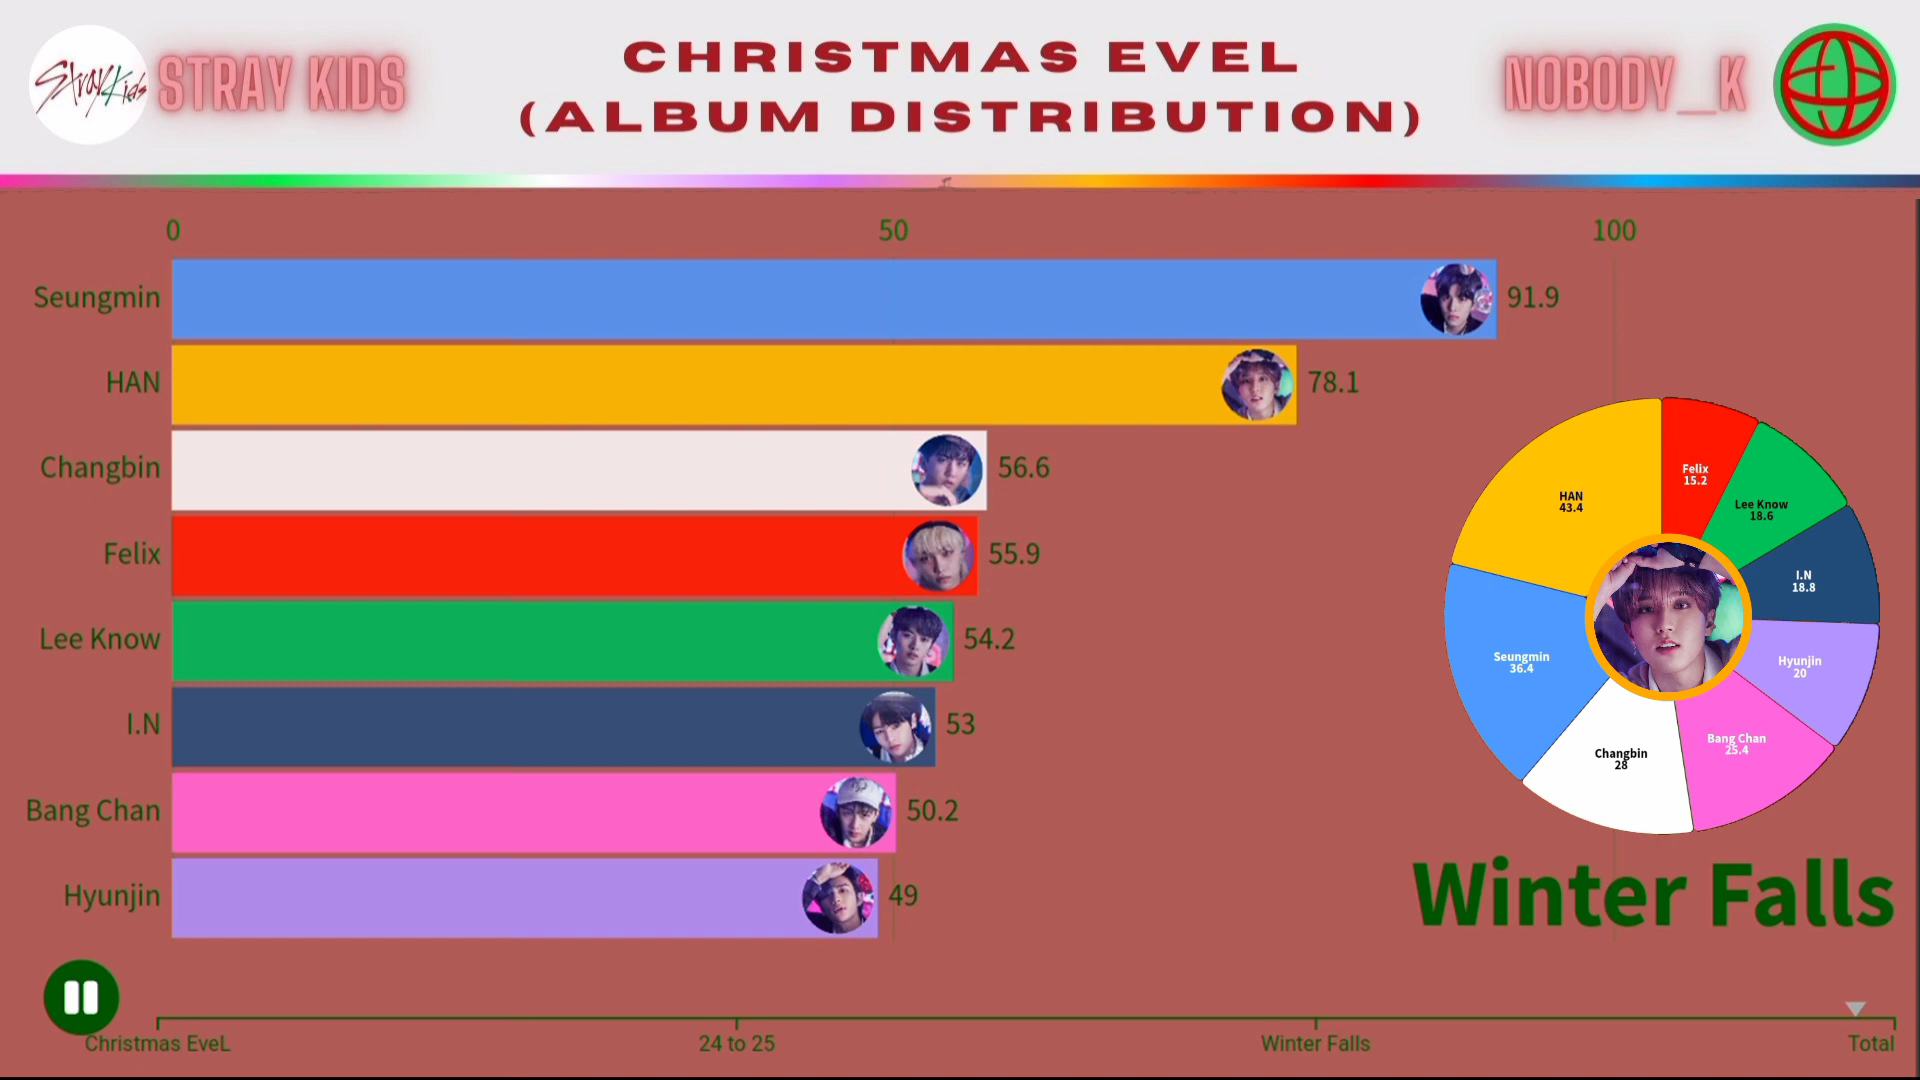 Stray Kids
STRAY KIDS
CHRISTMAS EVEL
(ALBUM DISTRIBUTION)
NOBODY_K
0
50
100
Seungmin
91.9
HAN
78.1
Changbin
56.6
Felix
55.9
Lee Know
54.2
I.N
53
Bang Chan
50.2
Hyunjin
49
Felix
15.2
Lee Know
18.6
I.N
18.8
Hyunjin
20
Bang Chan
25.4
Changbin
28
Seungmin
36.4
HAN
43.4
Winter Falls
Christmas EveL
24 to 25
Winter Falls
Total